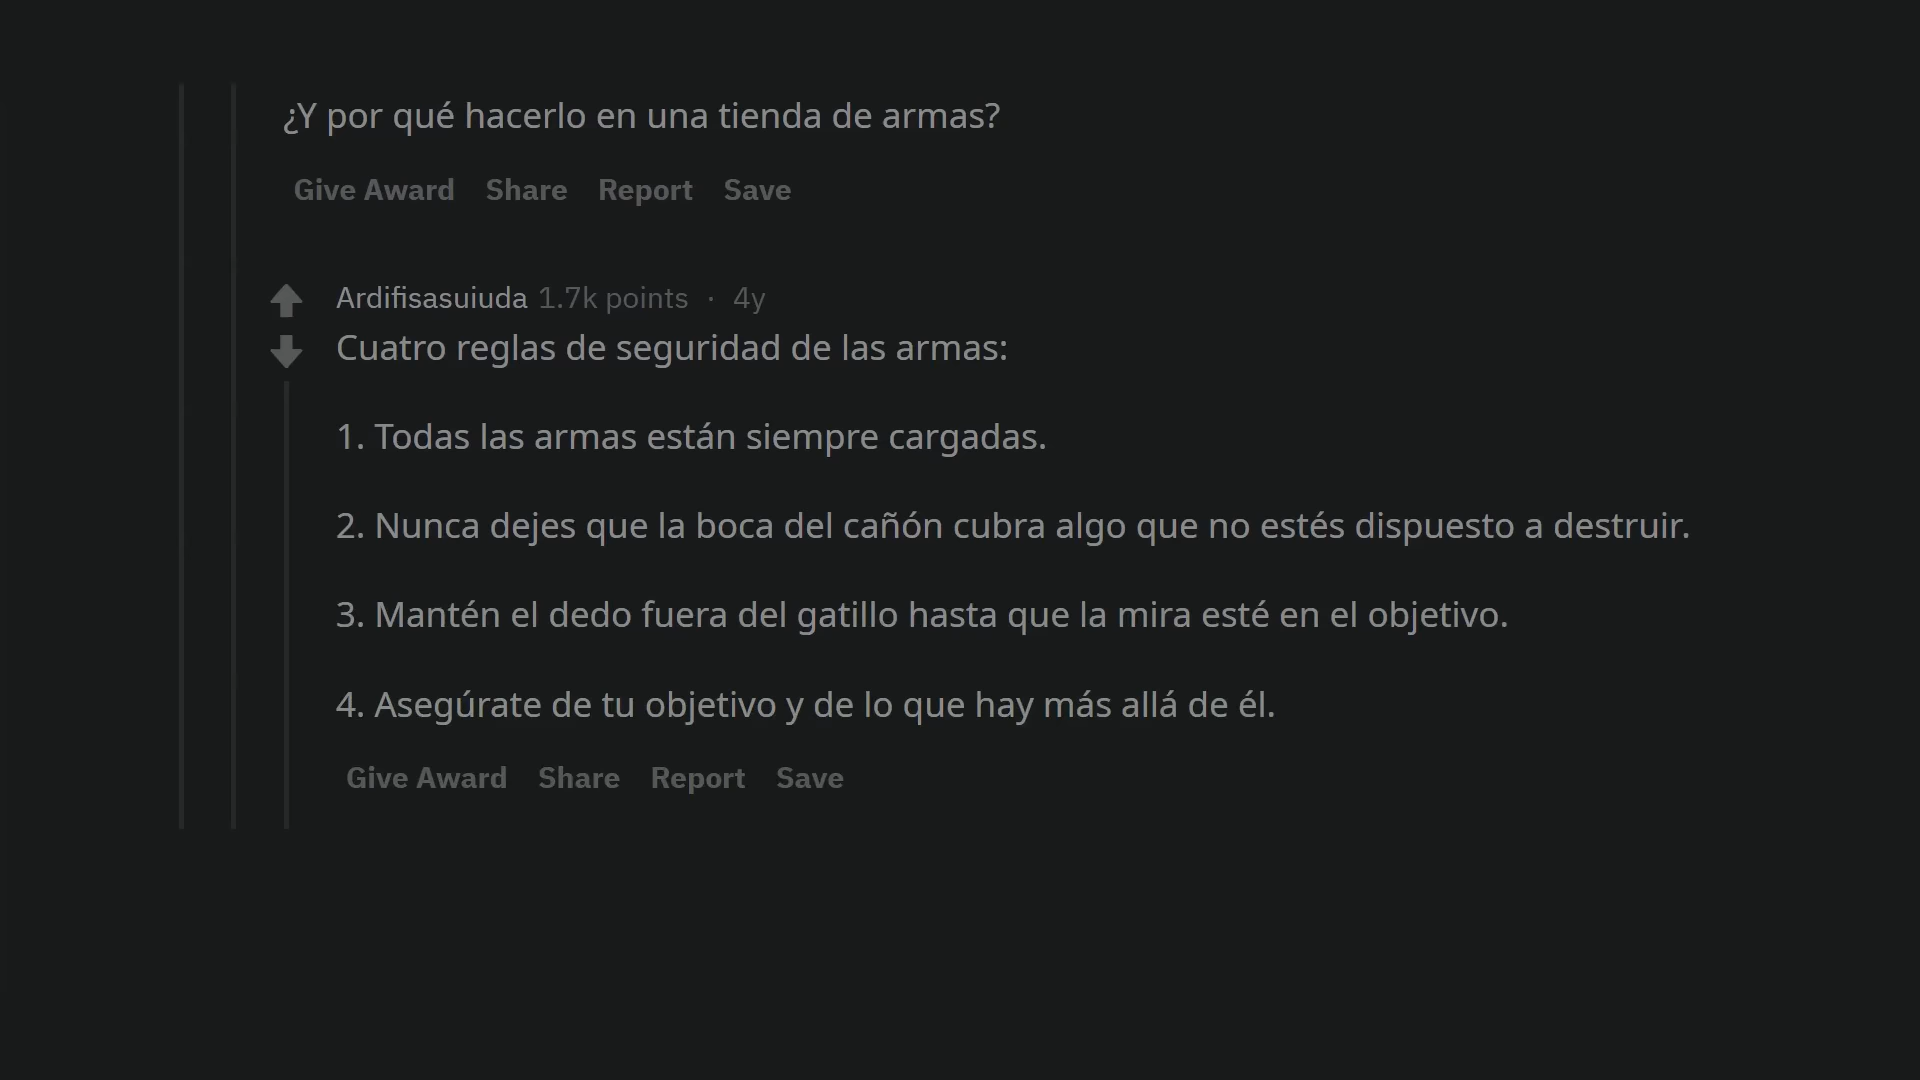 ¿Y por qué hacerlo en una tienda de armas?
Give Award Share Report Save
Ardifisasuiuda 1.7k points · 4y
Cuatro reglas de seguridad de las armas:
1. Todas las armas están siempre cargadas.
2. Nunca dejes que la boca del cañón cubra algo que no estés dispuesto a destruir.
3. Mantén el dedo fuera del gatillo hasta que la mira esté en el objetivo.
4. Asegúrate de tu objetivo y de lo que hay más allá de él.
Give Award Share Report Save